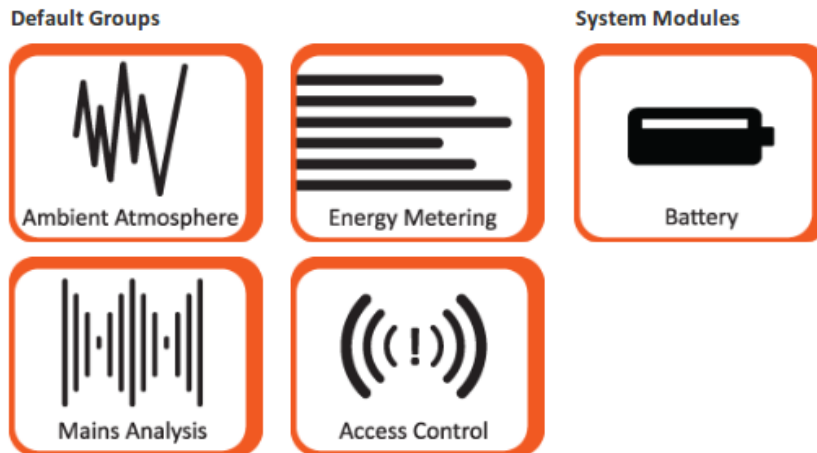 Default Groups
System Modules
Ambient Atmosphere
Energy Metering
Battery
Mains Analysis
!
Access Control